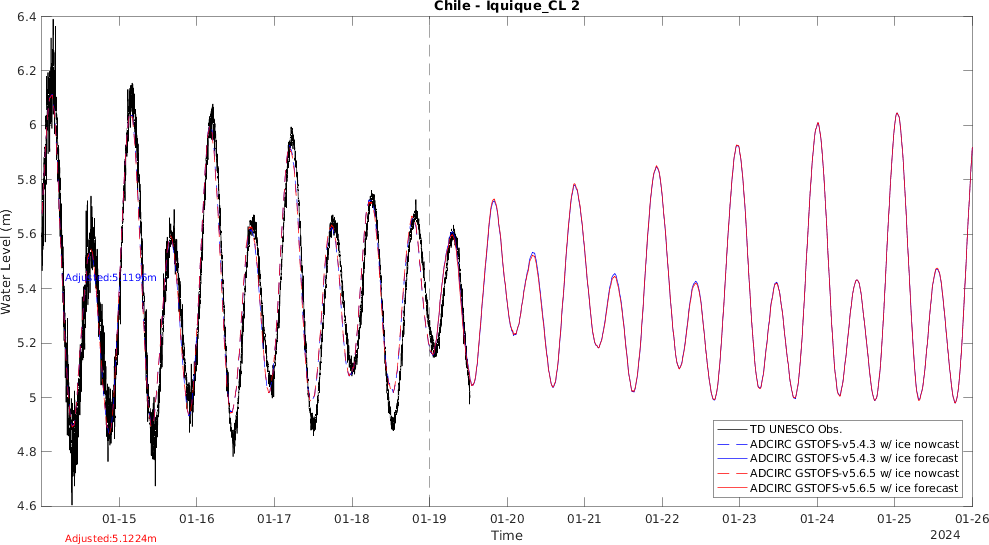 Chile - Iquique_CL 2
6.4
6.2
6
5.8
5.6
5.4
5.2
5
4.8
4.6
Water Level (m)
Adjusted:5.1196m
Adjusted:5.1224m
01-15
01-16
01-17
01-18
01-19
01-20
01-21
01-22
01-23
01-24
01-25
01-26
2024
Time
TD UNESCO Obs.
ADCIRC GSTOFS-v5.4.3 w/ ice nowcast
ADCIRC GSTOFS-v5.4.3 w/ ice forecast
ADCIRC GSTOFS-v5.6.5 w/ ice nowcast
ADCIRC GSTOFS-v5.6.5 w/ ice forecast